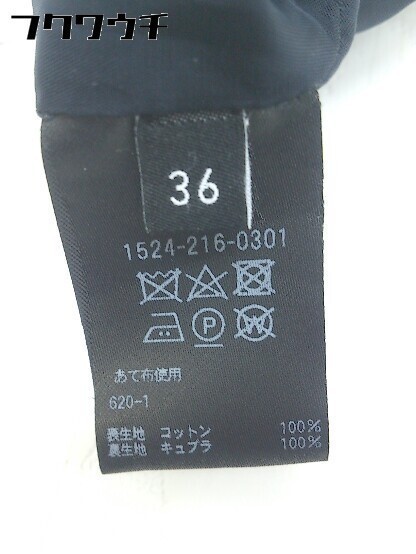 フクワウチ
36
1524-216-0301
P W
あて布使用
620-1
表生地 コットン 100%
裏生地 キュプラ 100%